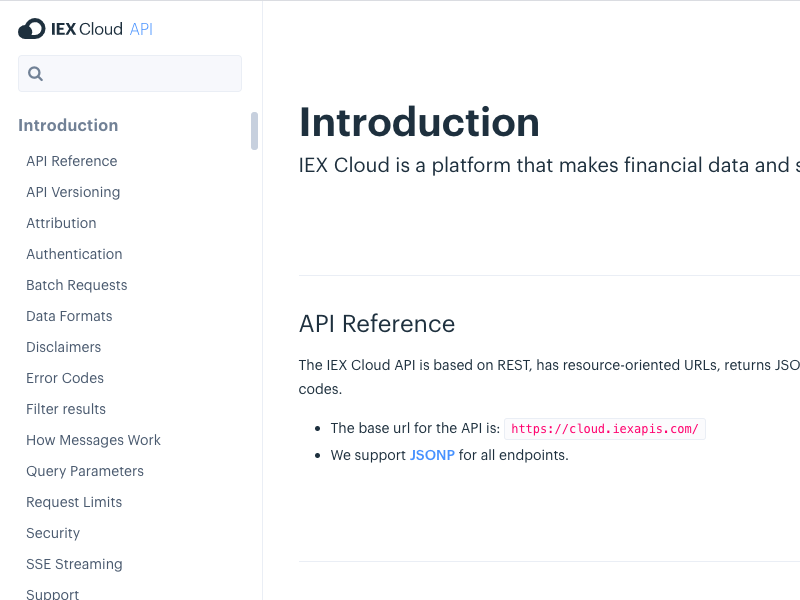 IEX Cloud API
Introduction
API Reference
API Versioning
Attribution
Authentication
Batch Requests
Data Formats
Disclaimers
Error Codes
Filter results
How Messages Work
Query Parameters
Request Limits
Security
SSE Streaming
Support
Introduction
IEX Cloud is a platform that makes financial data and
API Reference
The IEX Cloud API is based on REST, has resource-oriented URLs, returns JSO
codes.
The base url for the API is: https://cloud.iexapis.com/
We support JSONP for all endpoints.